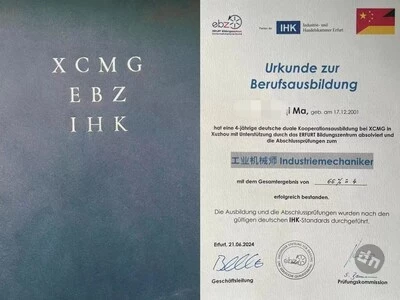 XCMG
EBZ
IHK
ebz
IHK
Industrie- und
Handelskammer Erfurt
Urkunde zur
Berufsausbildung
i Ma, geb. am 17.12.2001
hat eine 4-jährige deutsche duale Kooperationsausbildung bei XCMG in
Xuzhou mit Unterstützung durch das ERFURT Bildungszentrum absolviert und
die Abschlussprüfungen zum
工业机械师 Industriemechaniker
mit dem Gesamtergebnis von
erfolgreich bestanden.
Die Ausbildung und die Abschlussprüfungen wurden nach den
gültigen deutschen IHK-Standards durchgeführt.
Erfurt, 21.06.2024
Geschäftsleitung
Prüfungskommission